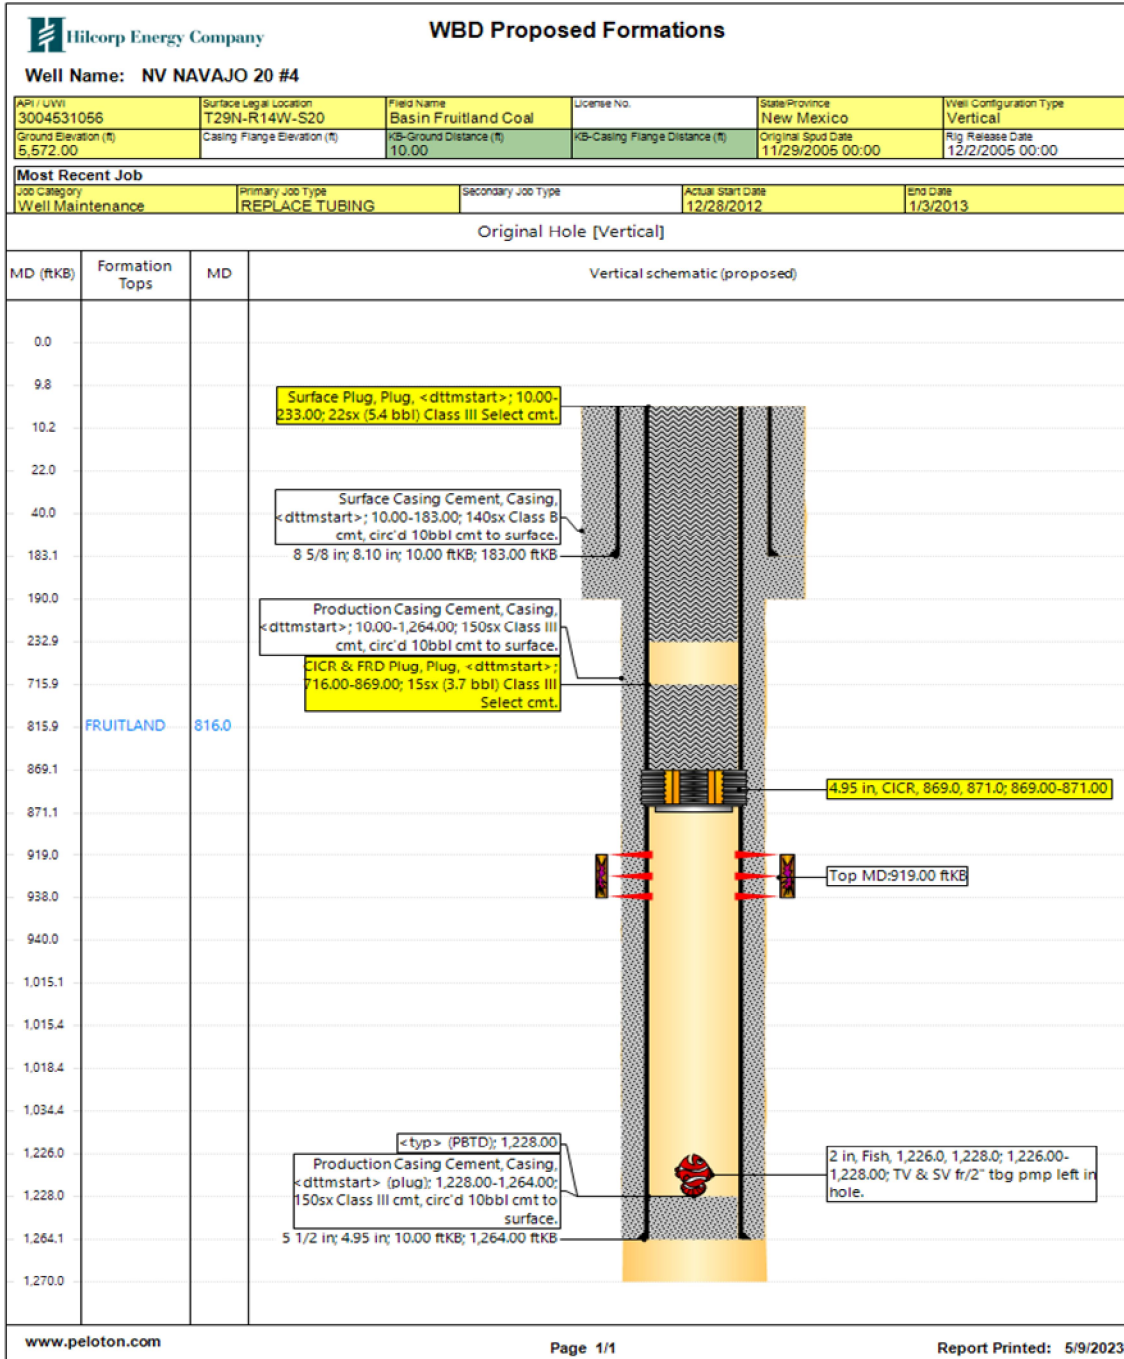 Hilcorp Energy Company
WBD Proposed Formations
Well Name: NV NAVAJO 20 #4
API / UWI
3004531056
Surface Legal Location
T29N-R14W-S20
Field Name
Basin Fruitland Coal
License No.
State/Province
New Mexico
Well Configuration Type
Vertical
Ground Elevation (ft)
5,572.00
Casing Flange Elevation (ft)
KB-Ground Distance (ft)
10.00
KB-Casing Flange Distance (ft)
Original Spud Date
11/29/2005 00:00
Rig Release Date
12/2/2005 00:00
Most Recent Job
Job Category
Well Maintenance
Primary Job Type
REPLACE TUBING
Secondary Job Type
Actual Start Date
12/28/2012
End Date
1/3/2013
Original Hole [Vertical]
MD (ftKB)
Formation
Tops
MD
Vertical schematic (proposed)
0.0
9.8
10.2
22.0
40.0
183.1
190.0
232.9
715.9
815.9
869.1
871.1
919.0
938.0
940.0
1,015.1
1,015.4
1,018.4
1,034.4
1,226.0
1,228.0
1,264.1
1,270.0
FRUITLAND
816.0
Surface Plug, Plug, <dttmstart>; 10.00-
233.00; 22sx (5.4 bbl) Class III Select cmt.
Surface Casing Cement, Casing,
<dttmstart>; 10.00-183.00; 140sx Class B
cmt, circ'd 10bbl cmt to surface.
8 5/8 in; 8.10 in; 10.00 ftKB; 183.00 ftKB
Production Casing Cement, Casing,
<dttmstart>; 10.00-1,264.00; 150sx Class III
cmt, circ'd 10bbl cmt to surface.
CICR & FRD Plug, Plug, <dttmstart>;
716.00-869.00; 15sx (3.7 bbl) Class III
Select cmt.
4.95 in, CICR, 869.0, 871.0; 869.00-871.00
Top MD:919.00 ftKB
<typ> (PBTD); 1,228.00
Production Casing Cement, Casing,
<dttmstart> (plug); 1,228.00-1,264.00;
150sx Class III cmt, circ'd 10bbl cmt to
surface.
5 1/2 in; 4.95 in; 10.00 ftKB; 1,264.00 ftKB
2 in, Fish, 1,226.0, 1,228.0; 1,226.00-
1,228.00; TV & SV fr/2" tbg pmp left in
hole.
www.peloton.com
Page 1/1
Report Printed: 5/9/2023